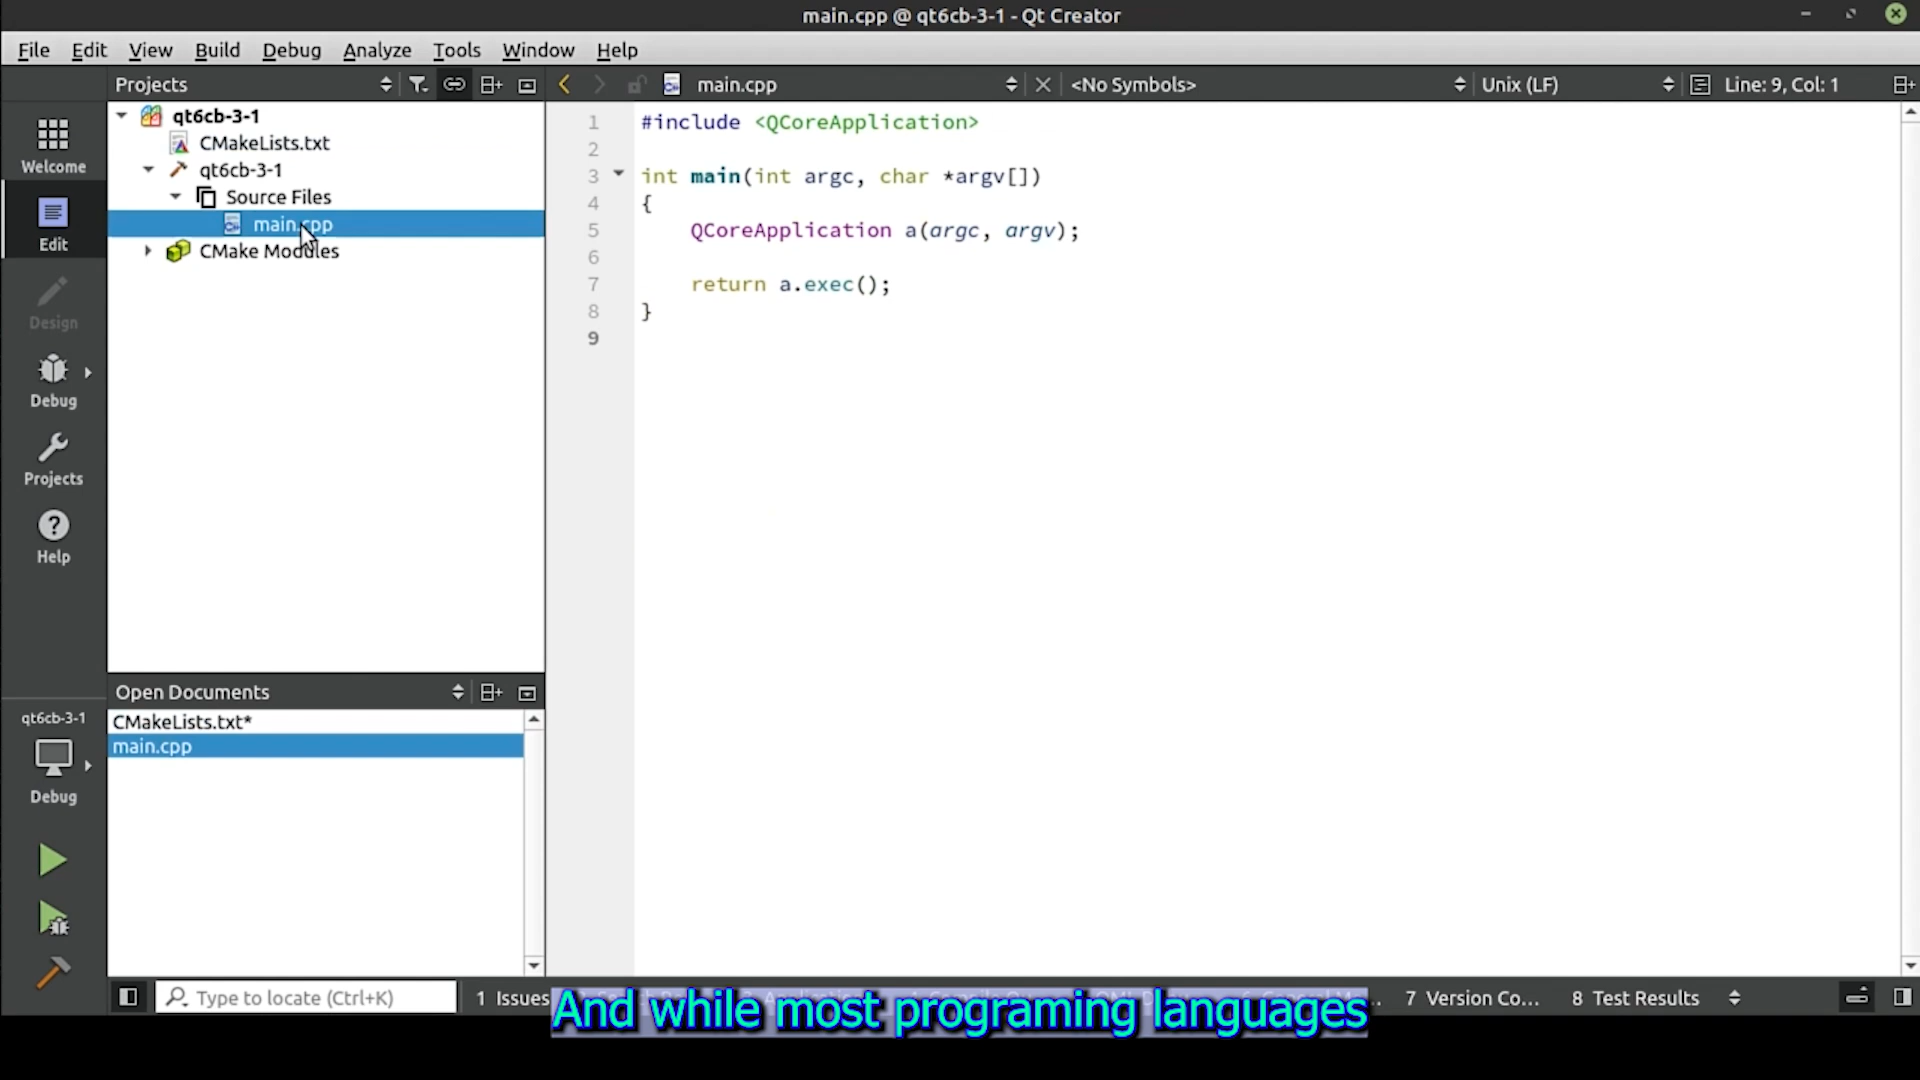 main.cpp @ qt6cb-3-1 - Qt Creator
File Edit View Build Debug Analyze Tools Window Help
Projects main.cpp <No Symbols> Unix (LF) Line: 9, Col: 1
Welcome
Edit
Design
Debug
Projects
Help
qt6cb-3-1
Debug
qt6cb-3-1
CMakeLists.txt
qt6cb-3-1
Source Files
main.cpp
CMake Modules
Open Documents
CMakeLists.txt*
main.cpp
1 #include <QCoreApplication>
2
3 int main(int argc, char *argv[])
4 {
5 QCoreApplication a(argc, argv);
6
7 return a.exec();
8 }
9
Type to locate (Ctrl+K) 1 Issues 7 Version Co... 8 Test Results
And while most programing languages